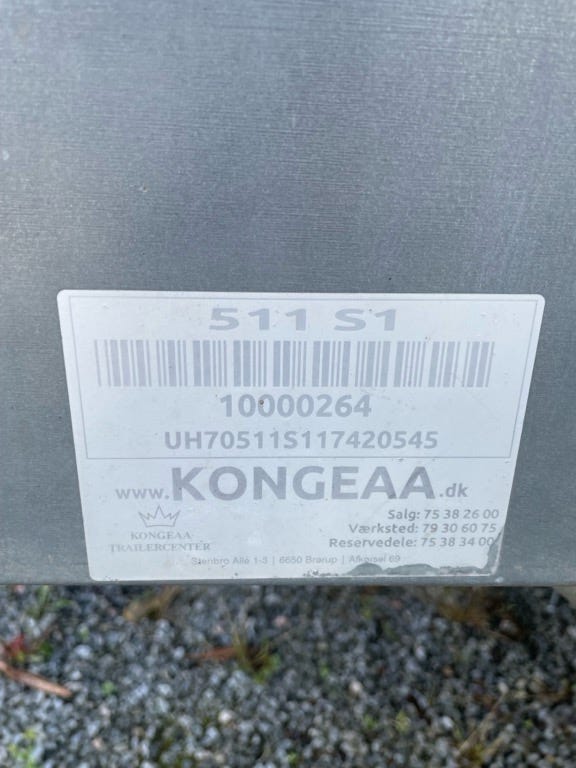 511 S1
10000264
UH70511S117420545
www.KONGEAA.dk
Salg: 75 38 26 00
Værksted: 79 30 60 75
Reservedele: 75 38 34 00
KONGEAA
TRAILERCENTER
Stenbro Allé 1-3 | 6650 Brørup | Afkørsel 69